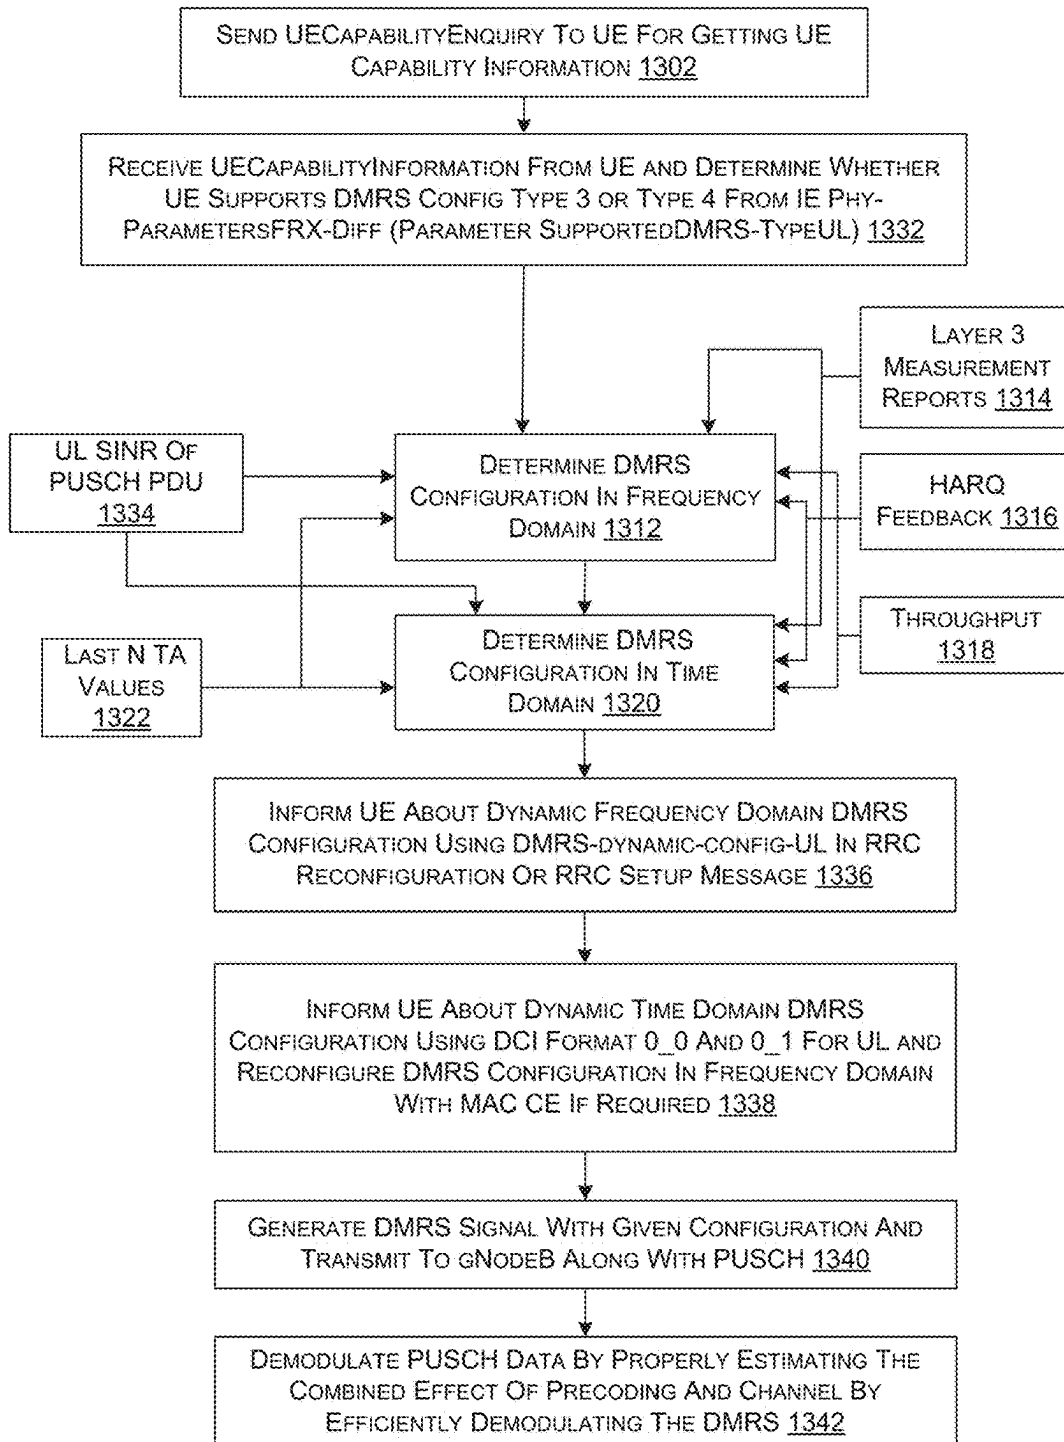 SEND UECAPABILITYENQUIRY TO UE FOR GETTING UE
CAPABILITY INFORMATION 1302
RECEIVE UECAPABILITYINFORMATION FROM UE AND DETERMINE WHETHER
UE SUPPORTS DMRS CONFIG TYPE 3 OR TYPE 4 FROM IE PHY-
PARAMETERSFRX-DIFF (PARAMETER SUPPORTEDDMRS-TYPEUL) 1332
LAYER 3
MEASUREMENT
REPORTS 1314
UL SINR OF
PUSCH PDU
1334
DETERMINE DMRS
CONFIGURATION IN FREQUENCY
DOMAIN 1312
HARQ
FEEDBACK 1316
LAST N TA
VALUES
1322
DETERMINE DMRS
CONFIGURATION IN TIME
DOMAIN 1320
THROUGHPUT
1318
INFORM UE ABOUT DYNAMIC FREQUENCY DOMAIN DMRS
CONFIGURATION USING DMRS-DYNAMIC-CONFIG-UL IN RRC
RECONFIGURATION OR RRC SETUP MESSAGE 1336
INFORM UE ABOUT DYNAMIC TIME DOMAIN DMRS
CONFIGURATION USING DCI FORMAT 0_0 AND 0_1 FOR UL AND
RECONFIGURE DMRS CONFIGURATION IN FREQUENCY DOMAIN
WITH MAC CE IF REQUIRED 1338
GENERATE DMRS SIGNAL WITH GIVEN CONFIGURATION AND
TRANSMIT TO GNODEB ALONG WITH PUSCH 1340
DEMODULATE PUSCH DATA BY PROPERLY ESTIMATING THE
COMBINED EFFECT OF PRECODING AND CHANNEL BY
EFFICIENTLY DEMODULATING THE DMRS 1342